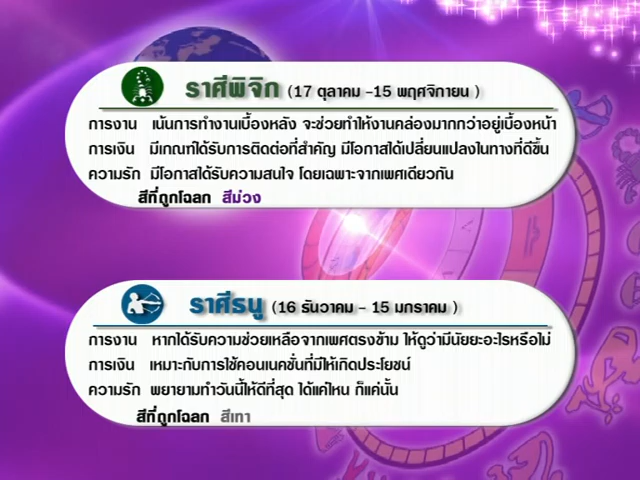 ราศีพิจิก (17 ตุลาคม -15 พฤศจิกายน )
การงาน เน้นการทำงานเบื้องหลัง จะช่วยทำให้งานคล่องมากกว่าอยู่เบื้องหน้า
การเงิน มีเกณฑ์ได้รับการติดต่อที่สำคัญ มีโอกาสได้เปลี่ยนแปลงในทางที่ดีขึ้น
ความรัก มีโอกาสได้รับความสนใจ โดยเฉพาะจากเพศเดียวกัน
สีที่ถูกโฉลก สีม่วง
ราศีธนู (16 ธันวาคม - 15 มกราคม )
การงาน หากได้รับความช่วยเหลือจากเพศตรงข้าม ให้ดูว่ามีนัยยะอะไรหรือไม่
การเงิน เหมาะกับการใช้คอนเนคชั่นที่มีให้เกิดประโยชน์
ความรัก พยายามทำวันนี้ให้ดีที่สุด ได้แค่ไหน ก็แค่นั้น
สีที่ถูกโฉลก สีเทา